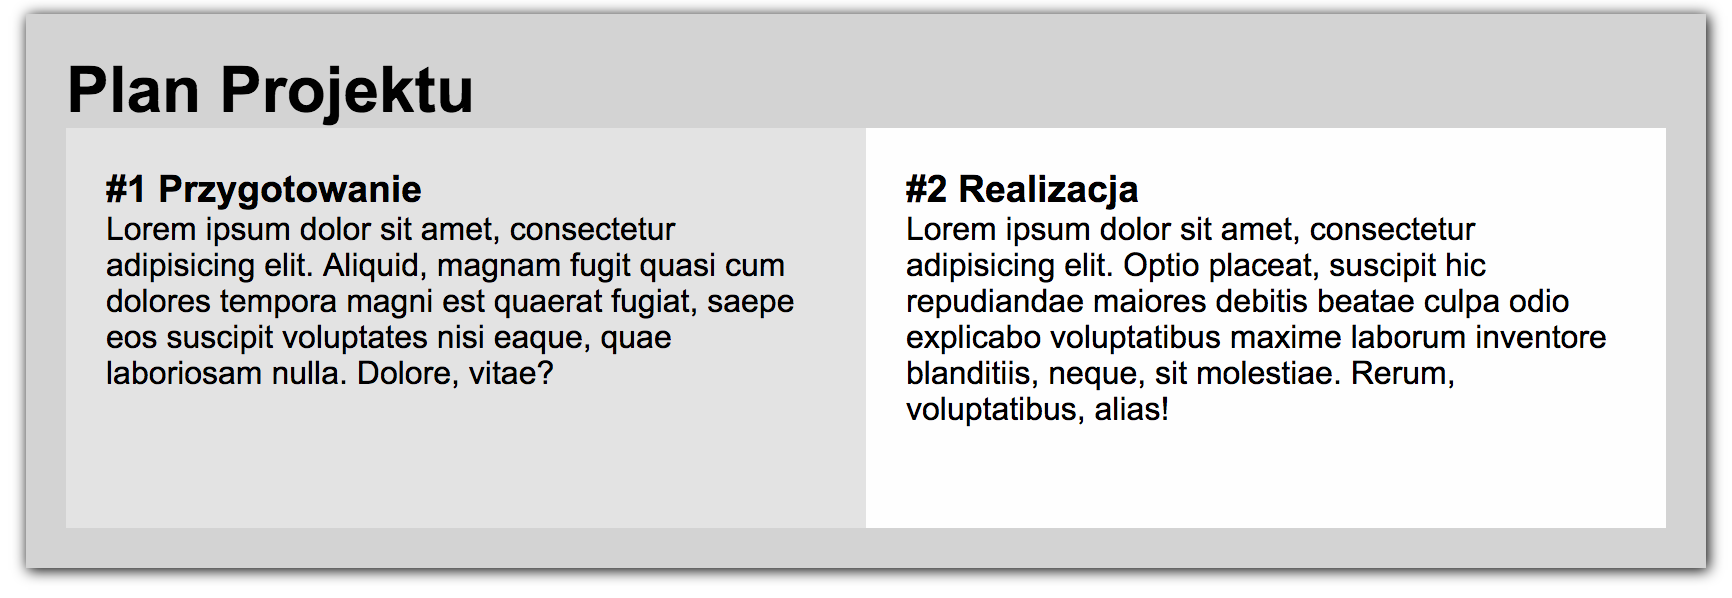 Plan Projektu
#1 Przygotowanie
Lorem ipsum dolor sit amet, consectetur
adipisicing elit. Aliquid, magnam fugit quasi cum
dolores tempora magni est quaerat fugiat, saepe
eos suscipit voluptates nisi eaque, quae
laboriosam nulla. Dolore, vitae?
#2 Realizacja
Lorem ipsum dolor sit amet, consectetur
adipisicing elit. Optio placeat, suscipit hic
repudiandae maiores debitis beatae culpa odio
explicabo voluptatibus maxime laborum inventore
blanditiis, neque, sit molestiae. Rerum,
voluptatibus, alias!